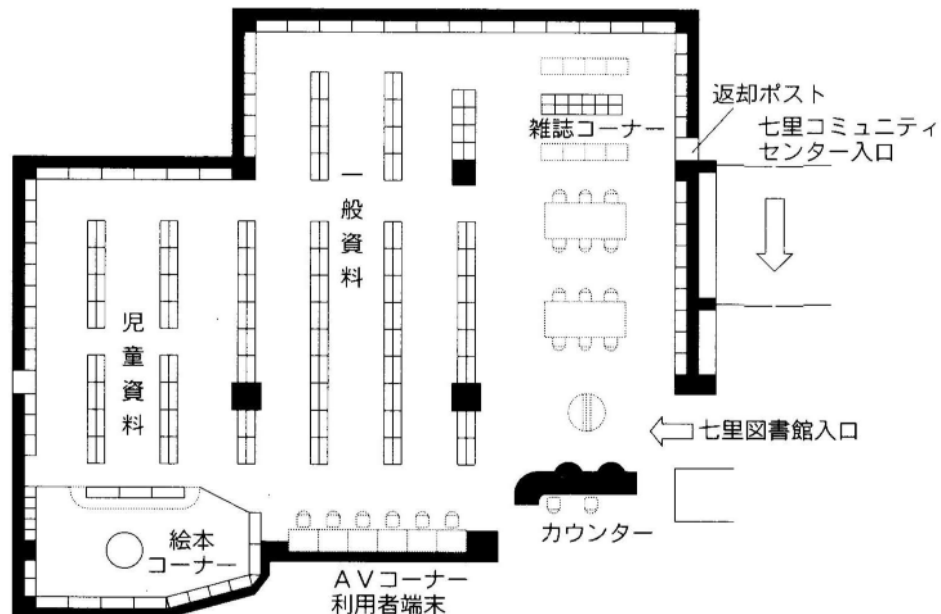 返却ポスト
七里コミュニティ
センター入口
雑誌コーナー
一般資料
児童資料
七里図書館入口
カウンター
絵本
コーナー
AVコーナー
利用者端末